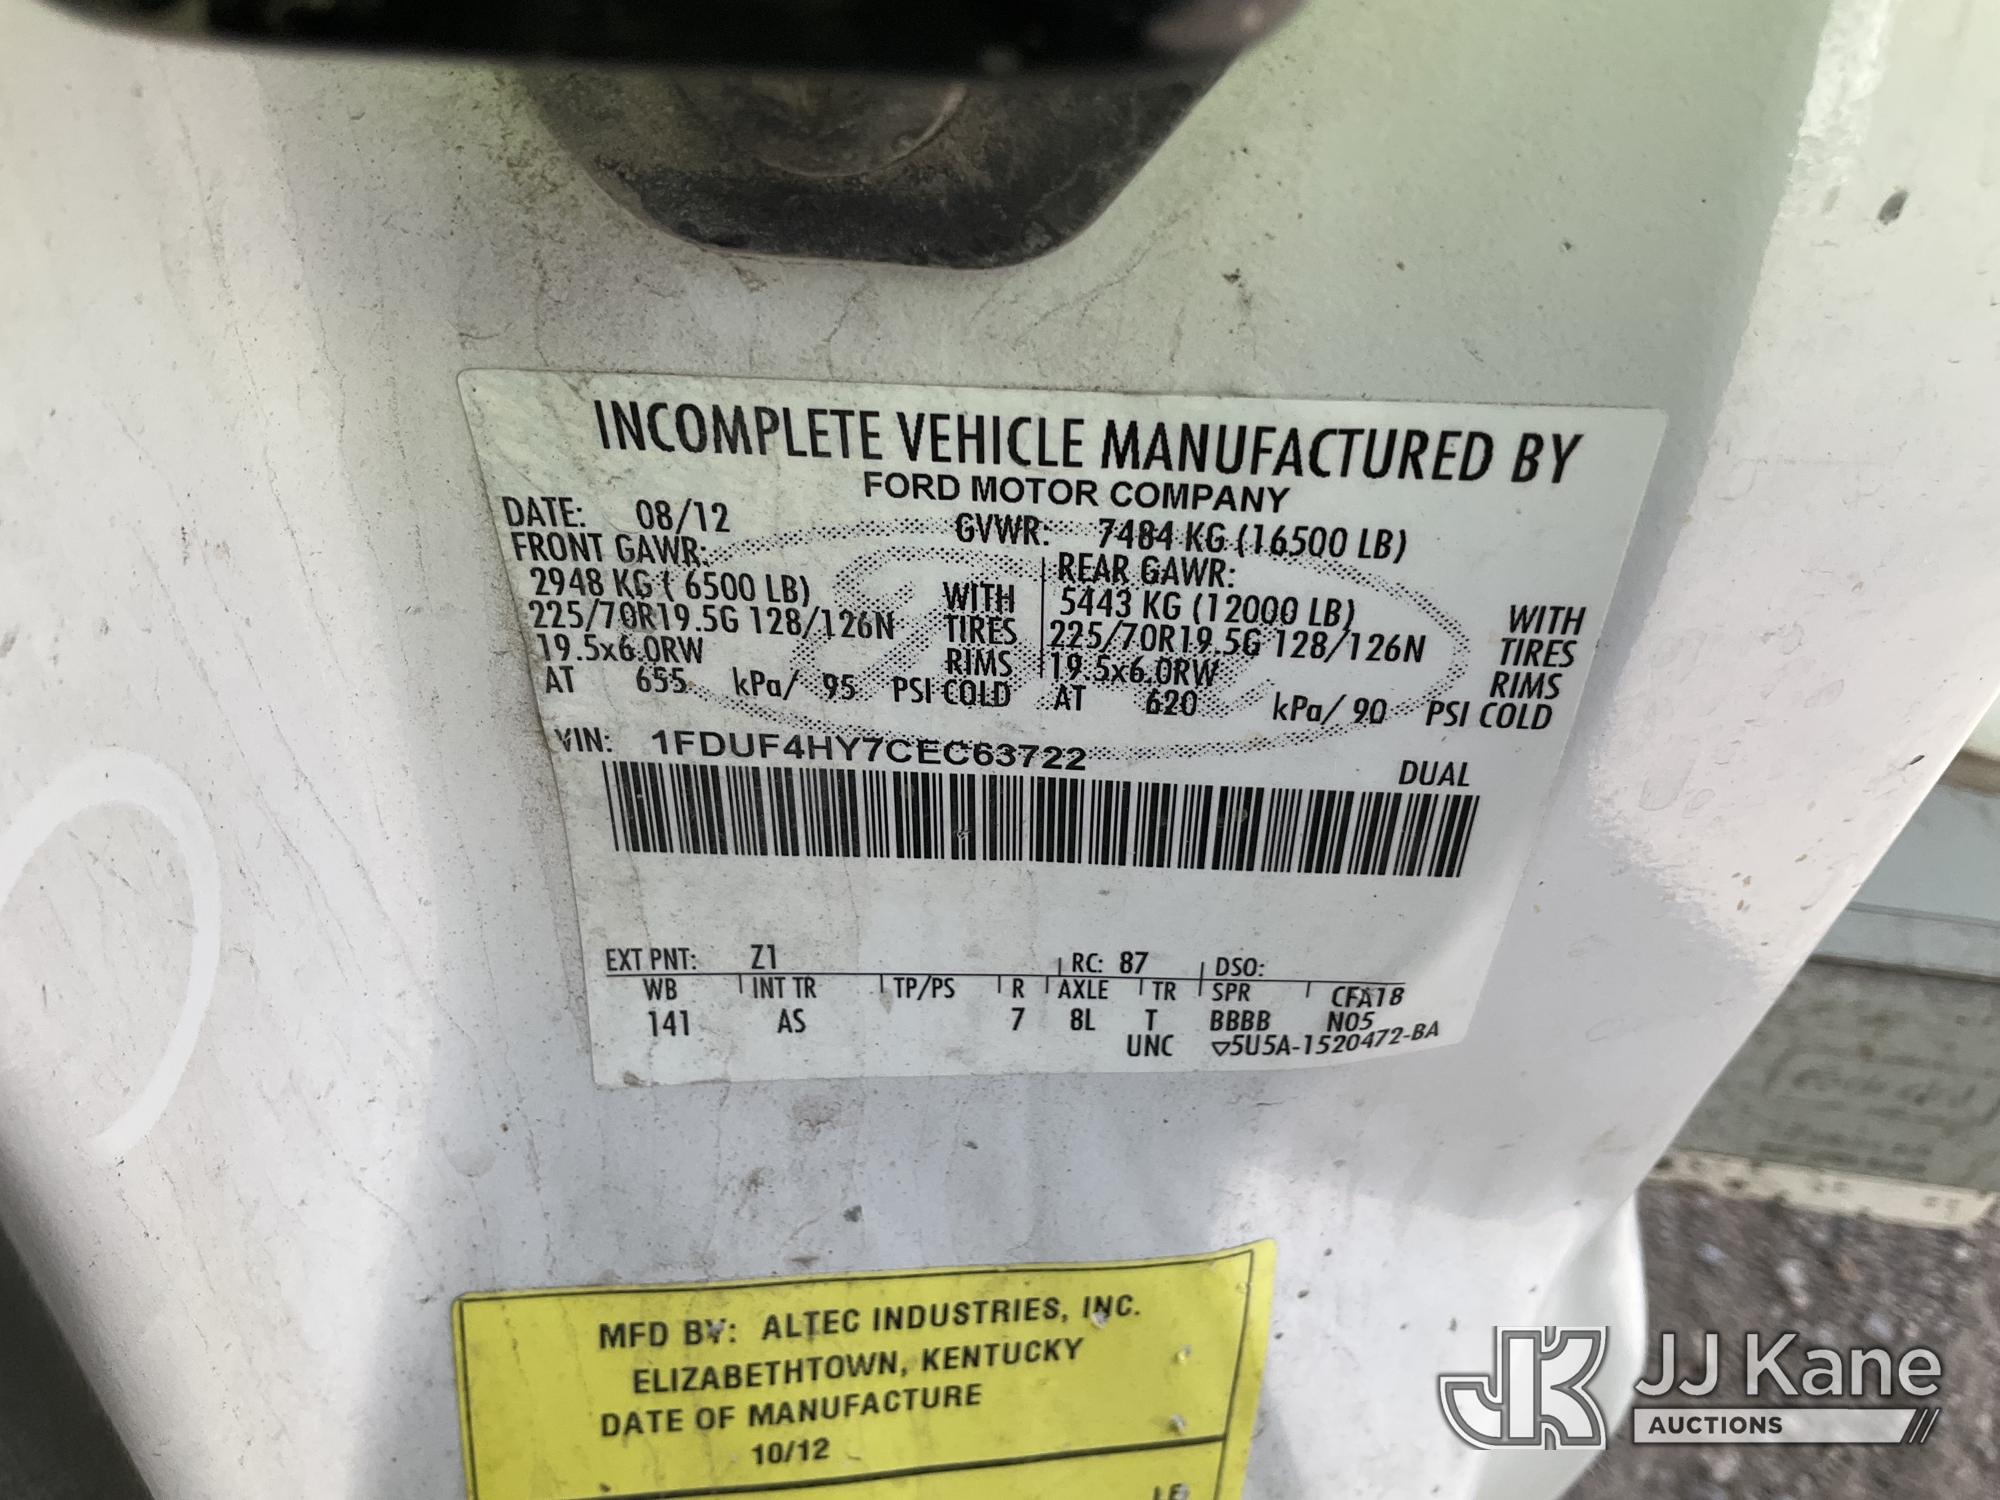 INCOMPLETE VEHICLE MANUFACTURED BY
FORD MOTOR COMPANY
DATE: 08/12 GVWR: 7484 KG (16500 LB)
FRONT GAWR: REAR GAWR:
2948 KG ( 6500 LB) WITH 5443 KG (12000 LB) WITH
225/70R19.5G 128/126N TIRES 225/70R19.5G 128/126N TIRES
19.5x6.0RW RIMS 19.5x6.0RW RIMS
AT 655 kPa/ 95 PSI COLD AT 620 kPa/ 90 PSI COLD
VIN: 1FDUF4HY7CEC63722
DUAL
EXT PNT: Z1 RC: 87 DSO:
WB INT TR TP/PS R AXLE TR SPR CFA18
141 AS 7 8L T BBBB N05
UNC ▽5U5A-1520472-BA
MFD BY: ALTEC INDUSTRIES, INC.
ELIZABETHTOWN, KENTUCKY
DATE OF MANUFACTURE
10/12
JJ Kane
AUCTIONS